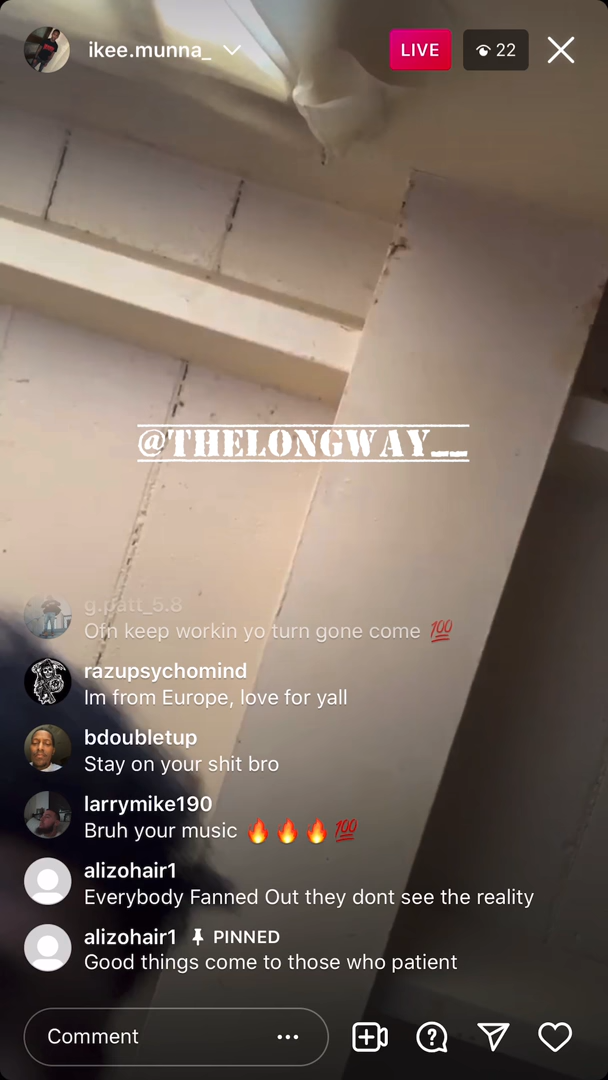 ikee.munna_
LIVE
22
@THELONGWAY__
g.patt_5.8
Ofn keep workin yo turn gone come 💯
razupsychomind
Im from Europe, love for yall
bdoubletup
Stay on your shit bro
larrymike190
Bruh your music 🔥🔥🔥💯
alizohair1
Everybody Fanned Out they dont see the reality
alizohair1 📌 PINNED
Good things come to those who patient
Comment